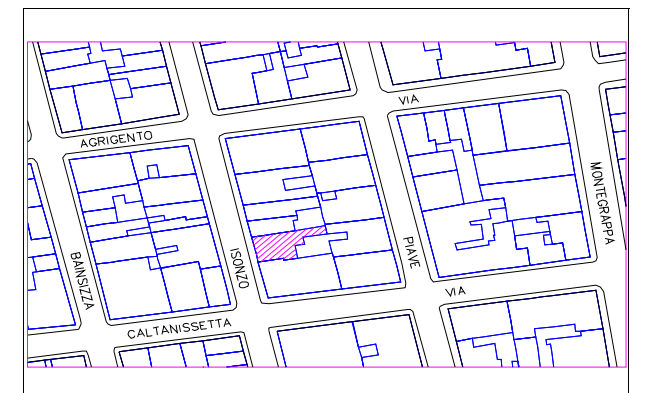 VIA
AGRIGENTO
MONTEGRAPPA
BAINSIZZA
ISONZO
PIAVE
VIA
CALTANISSETTA